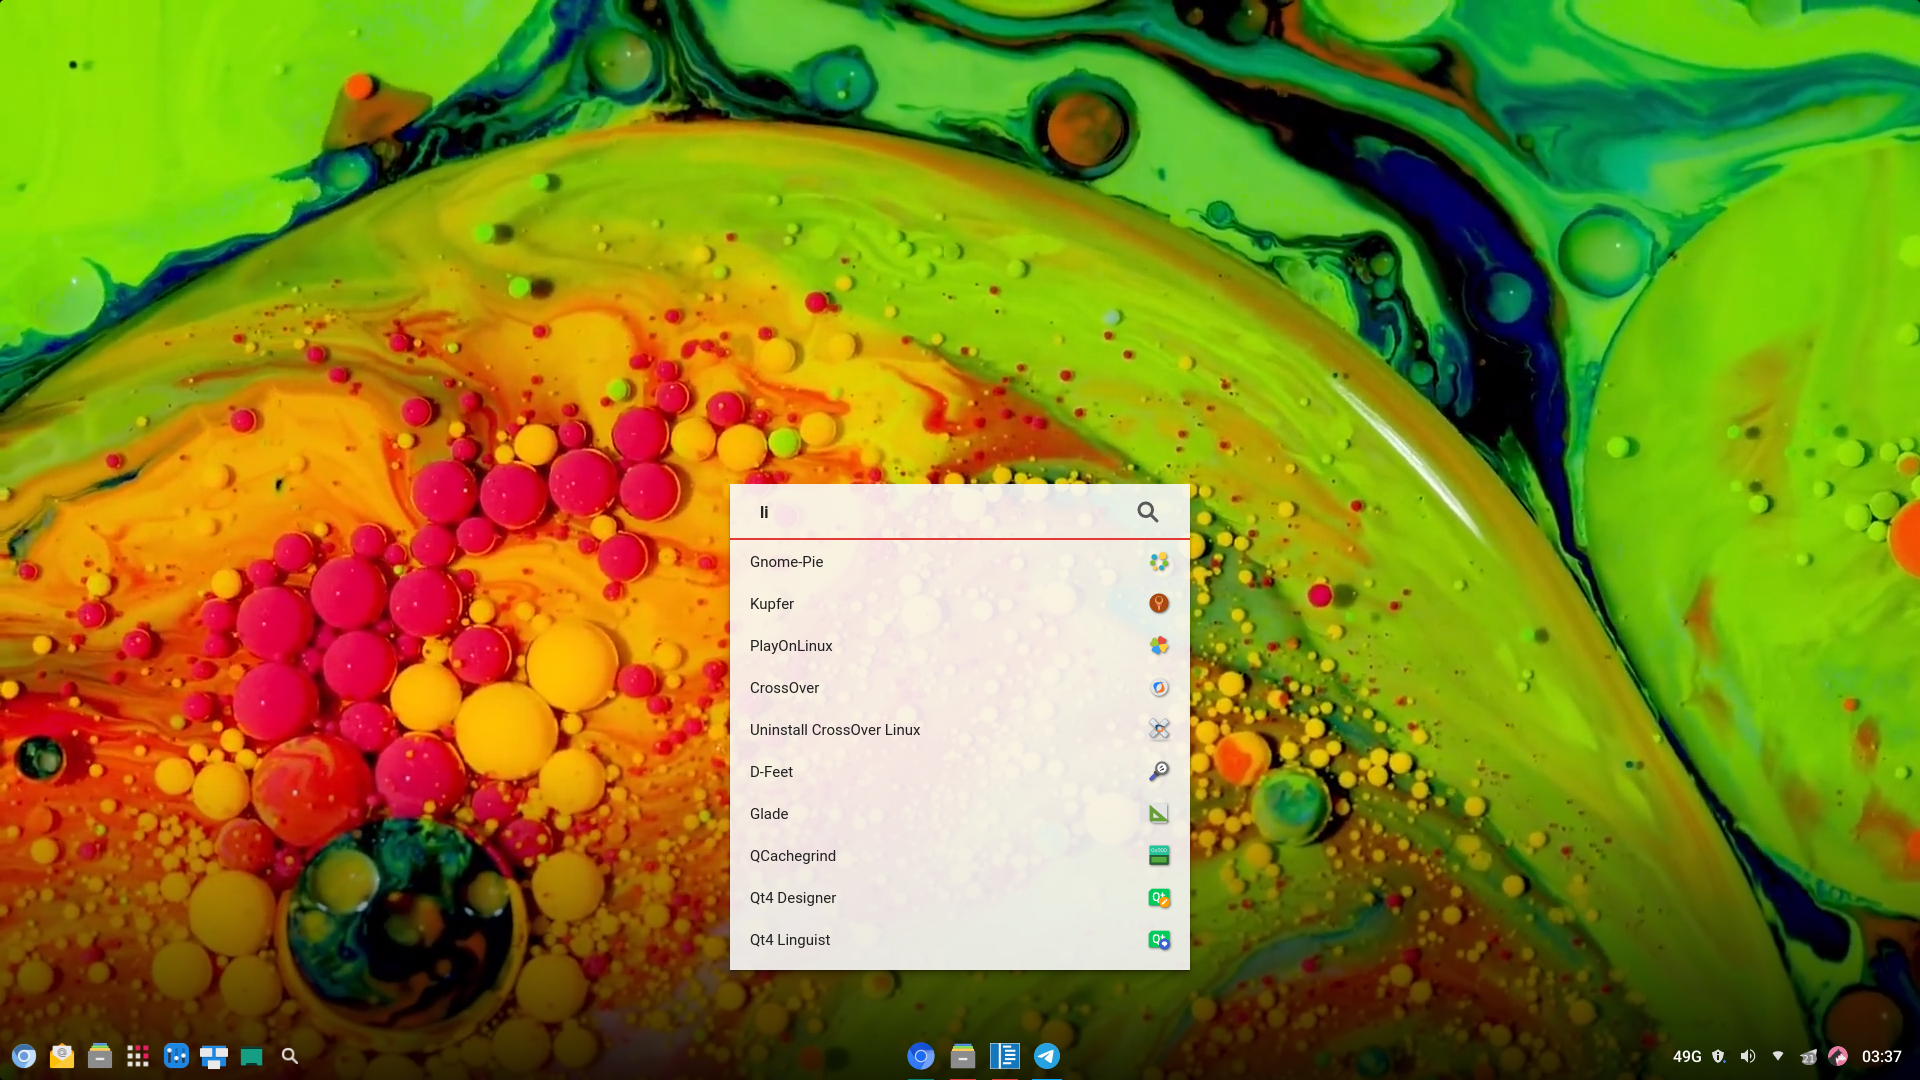 li
Gnome-Pie
Kupfer
PlayOnLinux
CrossOver
Uninstall CrossOver Linux
D-Feet
Glade
QCachegrind
Qt4 Designer
Qt4 Linguist
49G 21 03:37